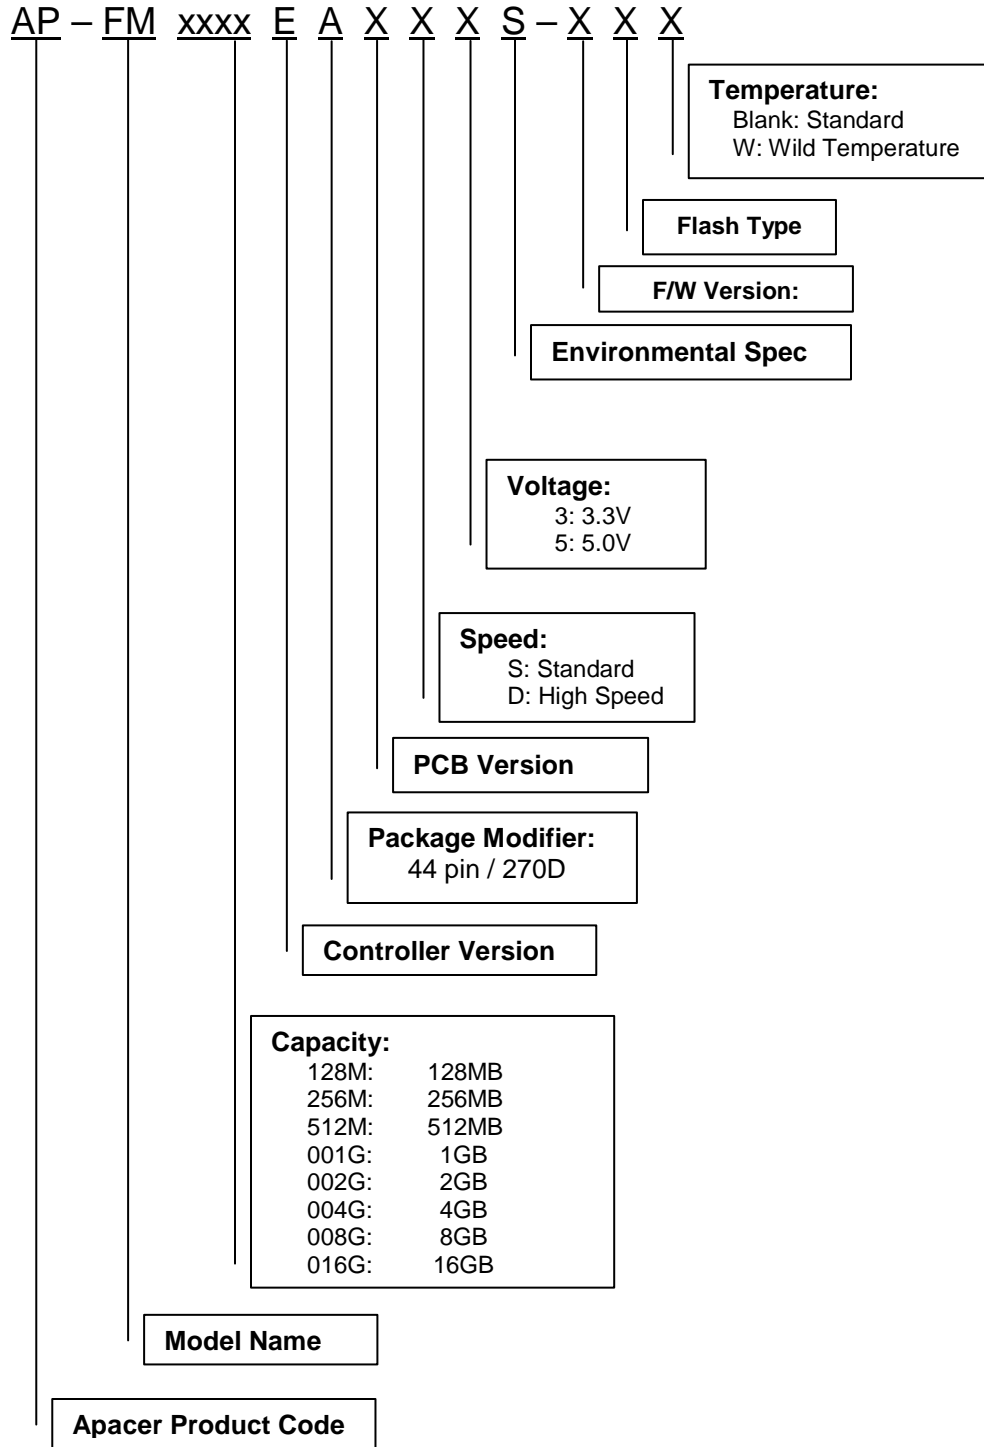 AP – FM xxxx E A X X X S – X X X
Temperature:
Blank: Standard
W: Wild Temperature
Flash Type
F/W Version:
Environmental Spec
Voltage:
3: 3.3V
5: 5.0V
Speed:
S: Standard
D: High Speed
PCB Version
Package Modifier:
44 pin / 270D
Controller Version
Capacity:
128M: 128MB
256M: 256MB
512M: 512MB
001G: 1GB
002G: 2GB
004G: 4GB
008G: 8GB
016G: 16GB
Model Name
Apacer Product Code